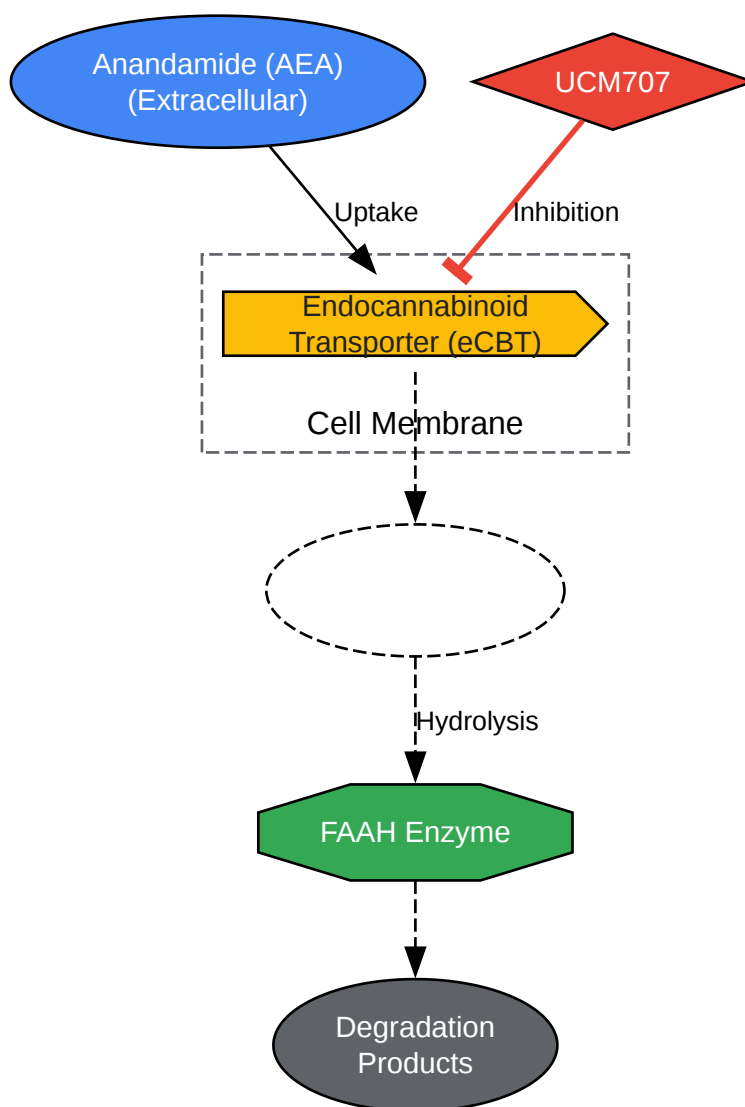 Anandamide (AEA)
(Extracellular)
UCM707
Uptake
Inhibition
Endocannabinoid
Transporter (eCBT)
Cell Membrane
Hydrolysis
FAAH Enzyme
Degradation
Products